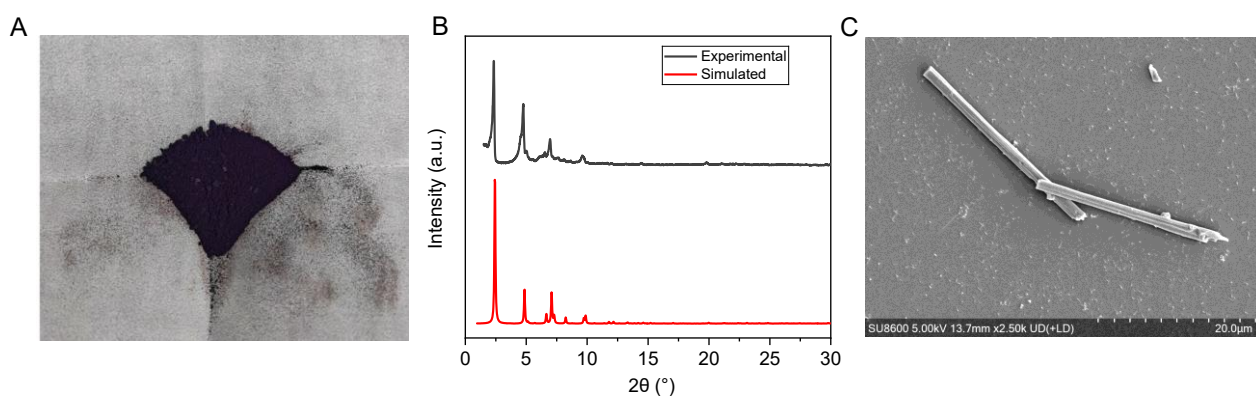 A
B
C
Experimental
Simulated
Intensity (a.u.)
0 5 10 15 20 25 30
2θ (°)
SU8600 5.00kV 13.7mm x2.50k UD(+LD) 20.0μm